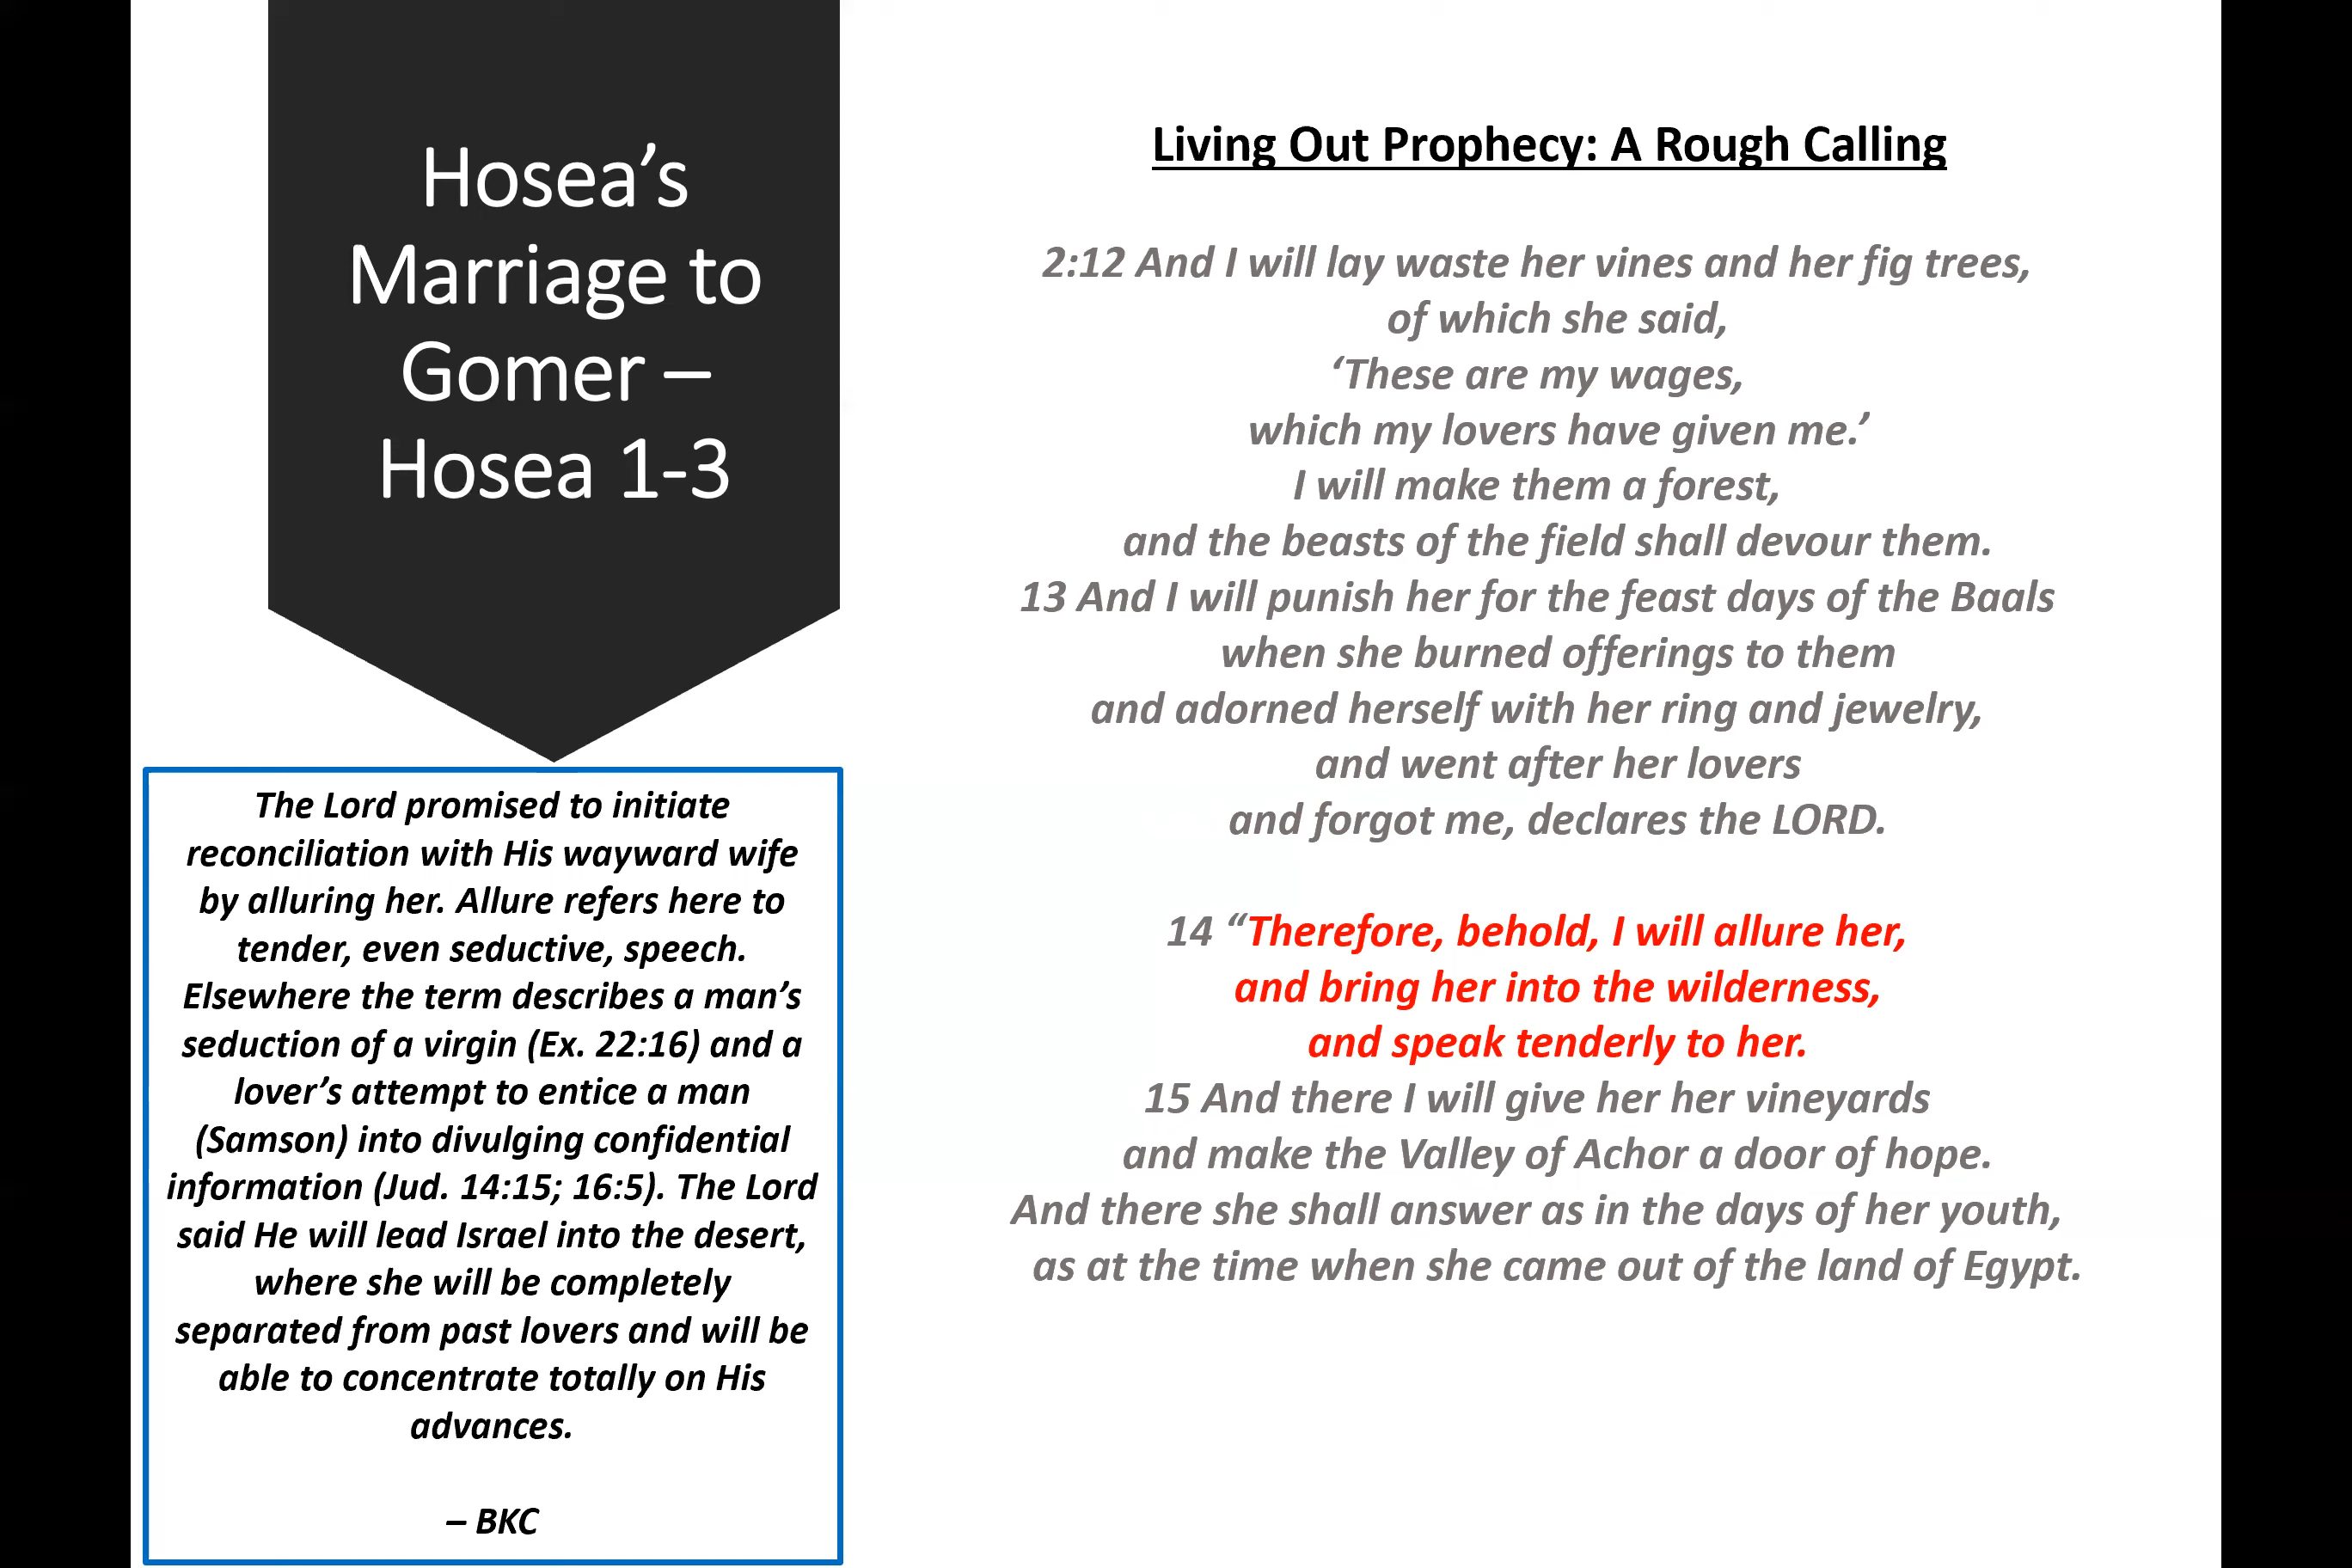 Hosea’s
Marriage to
Gomer –
Hosea 1-3
The Lord promised to initiate
reconciliation with His wayward wife
by alluring her. Allure refers here to
tender, even seductive, speech.
Elsewhere the term describes a man’s
seduction of a virgin (Ex. 22:16) and a
lover’s attempt to entice a man
(Samson) into divulging confidential
information (Jud. 14:15; 16:5). The Lord
said He will lead Israel into the desert,
where she will be completely
separated from past lovers and will be
able to concentrate totally on His
advances.
– BKC
Living Out Prophecy: A Rough Calling
2:12 And I will lay waste her vines and her fig trees,
of which she said,
‘These are my wages,
which my lovers have given me.’
I will make them a forest,
and the beasts of the field shall devour them.
13 And I will punish her for the feast days of the Baals
when she burned offerings to them
and adorned herself with her ring and jewelry,
and went after her lovers
and forgot me, declares the LORD.
14 “Therefore, behold, I will allure her,
and bring her into the wilderness,
and speak tenderly to her.
15 And there I will give her her vineyards
and make the Valley of Achor a door of hope.
And there she shall answer as in the days of her youth,
as at the time when she came out of the land of Egypt.